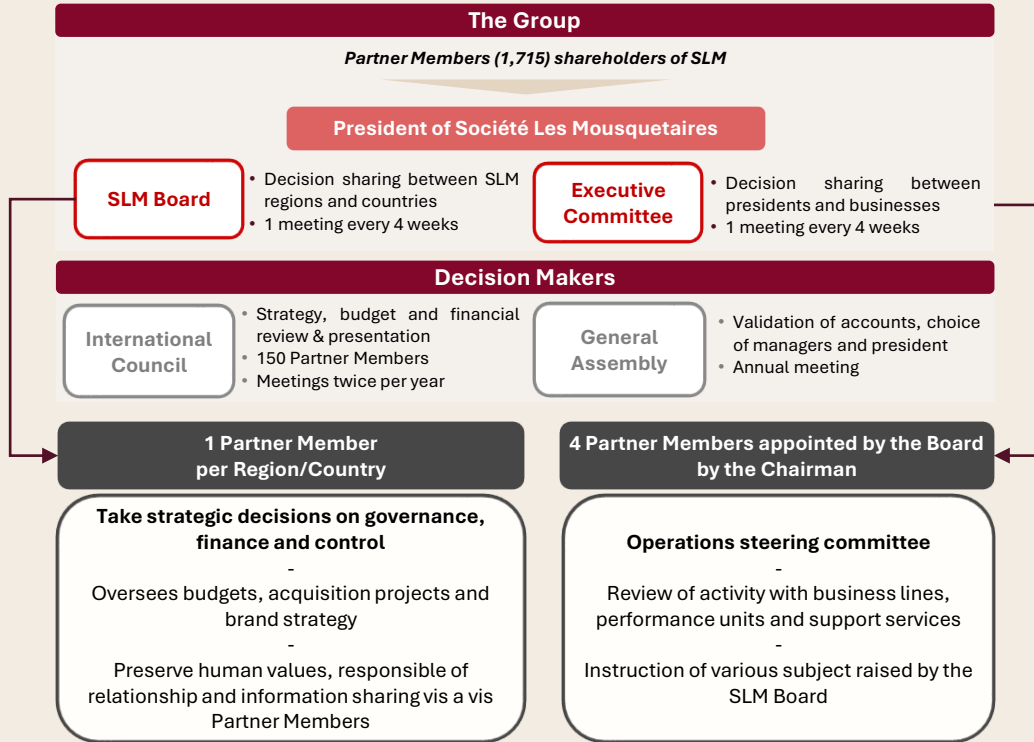 The Group
Partner Members (1,715) shareholders of SLM
President of Société Les Mousquetaires
SLM Board
• Decision sharing between SLM
regions and countries
• 1 meeting every 4 weeks
Executive
Committee
• Decision sharing between
presidents and businesses
• 1 meeting every 4 weeks
Decision Makers
International
Council
• Strategy, budget and financial
review & presentation
• 150 Partner Members
• Meetings twice per year
General
Assembly
• Validation of accounts, choice
of managers and president
• Annual meeting
1 Partner Member
per Region/Country
Take strategic decisions on governance,
finance and control
-
Oversees budgets, acquisition projects and
brand strategy
-
Preserve human values, responsible of
relationship and information sharing vis a vis
Partner Members
4 Partner Members appointed by the Board
by the Chairman
Operations steering committee
-
Review of activity with business lines,
performance units and support services
-
Instruction of various subject raised by the
SLM Board